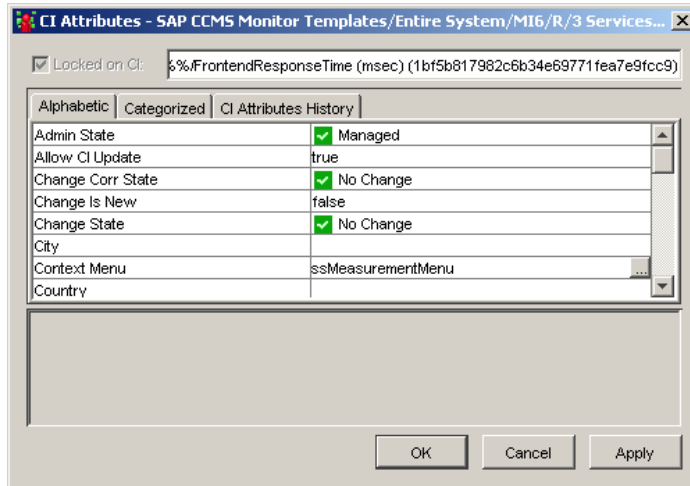 CI Attributes - SAP CCMS Monitor Templates/Entire System/MI6/R/3 Services...
Locked on CI: %/FrontendResponseTime (msec) (1bf5b817982c6b34e69771fea7e9fcc9)
Alphabetic Categorized CI Attributes History
Admin State Managed
Allow CI Update true
Change Corr State No Change
Change Is New false
Change State No Change
City
Context Menu ssMeasurementMenu ...
Country
OK Cancel Apply